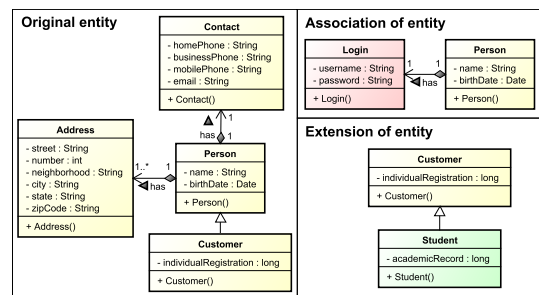 Original entity
Contact
- homePhone : String
- businessPhone : String
- mobilePhone : String
- email : String
+ Contact()
1
has
1
Address
- street : String
- number : int
- neighborhood : String
- city : String
- state : String
- zipCode : String
+ Address()
1..*
1
has
Person
- name : String
- birthDate : Date
+ Person()
Customer
- individualRegistration : long
+ Customer()
Association of entity
Login
- username : String
- password : String
+ Login()
1
1
has
Person
- name : String
- birthDate : Date
+ Person()
Extension of entity
Customer
- individualRegistration : long
+ Customer()
Student
- academicRecord : long
+ Student()